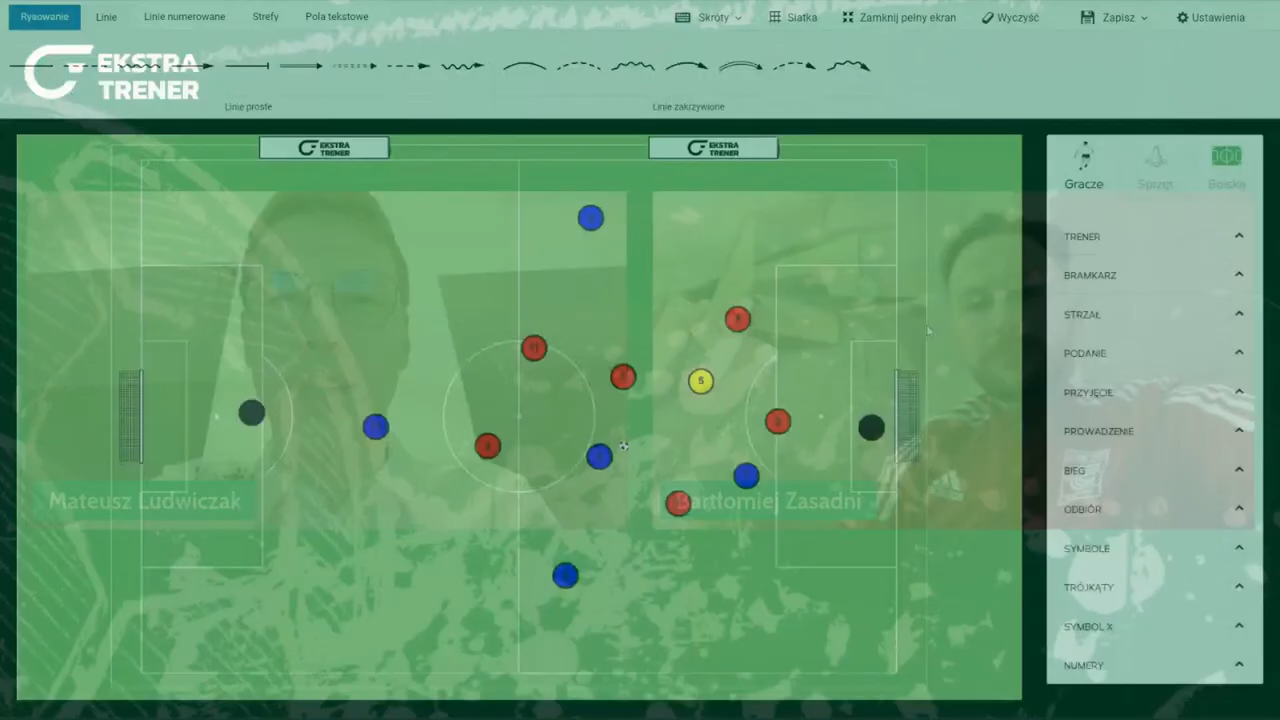 Rysowanie Linie Linie numerowane Strefy Pola tekstowe Skróty Siatka Zamknij pełny ekran Wyczyść Zapisz Ustawienia
EKSTRA
TRENER
Linie proste Linie zakrzywione
EKSTRA
TRENER
EKSTRA
TRENER
Gracze Sprzęt Boiska
TRENER
BRAMKARZ
STRZAŁ
PODANIE
PRZYJĘCIE
PROWADZENIE
BIEG
ODBIÓR
SYMBOLE
TRÓJKĄTY
SYMBOL X
NUMERY
11
5
Mateusz Ludwiczak
Bartłomiej Zasadni